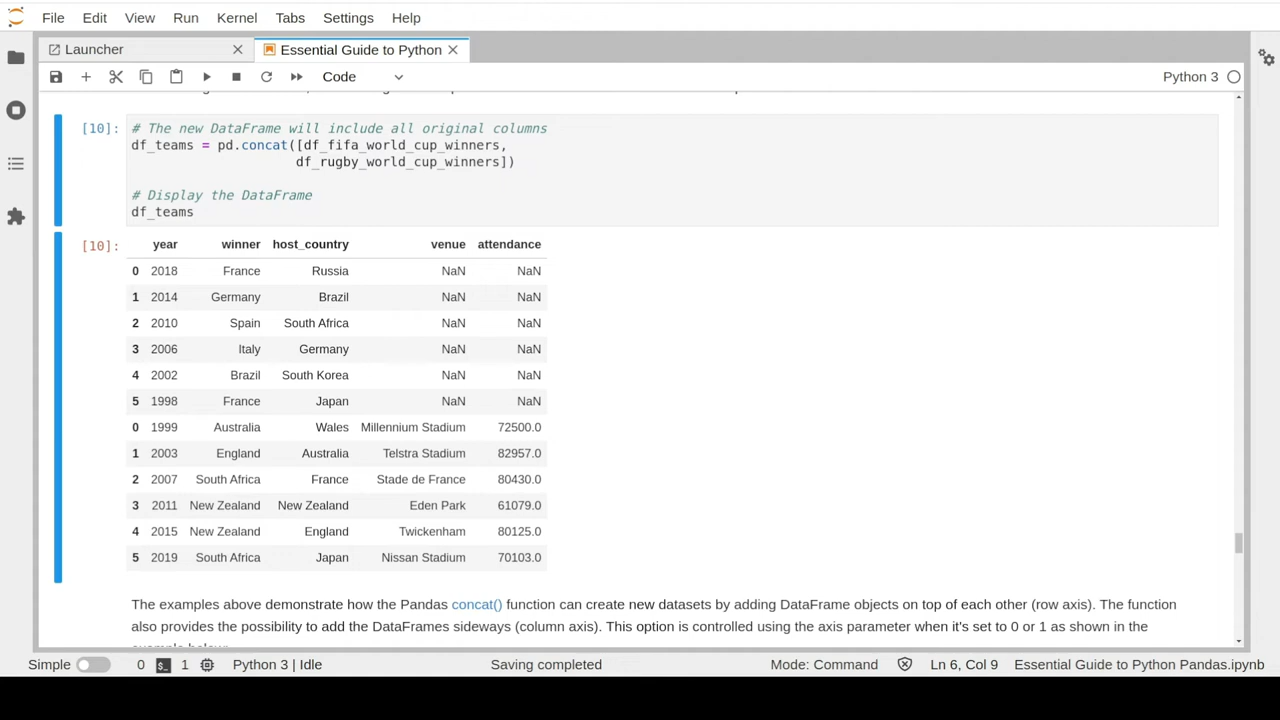 File Edit View Run Kernel Tabs Settings Help
Launcher Essential Guide to Python
Code Python 3
[10]: # The new DataFrame will include all original columns
df_teams = pd.concat([df_fifa_world_cup_winners,
df_rugby_world_cup_winners])
# Display the DataFrame
df_teams
[10]: year winner host_country venue attendance
0 2018 France Russia NaN NaN
1 2014 Germany Brazil NaN NaN
2 2010 Spain South Africa NaN NaN
3 2006 Italy Germany NaN NaN
4 2002 Brazil South Korea NaN NaN
5 1998 France Japan NaN NaN
0 1999 Australia Wales Millennium Stadium 72500.0
1 2003 England Australia Telstra Stadium 82957.0
2 2007 South Africa France Stade de France 80430.0
3 2011 New Zealand New Zealand Eden Park 61079.0
4 2015 New Zealand England Twickenham 80125.0
5 2019 South Africa Japan Nissan Stadium 70103.0
The examples above demonstrate how the Pandas concat() function can create new datasets by adding DataFrame objects on top of each other (row axis). The function
also provides the possibility to add the DataFrames sideways (column axis). This option is controlled using the axis parameter when it's set to 0 or 1 as shown in the
Simple 0 1 Python 3 | Idle Saving completed Mode: Command Ln 6, Col 9 Essential Guide to Python Pandas.ipynb